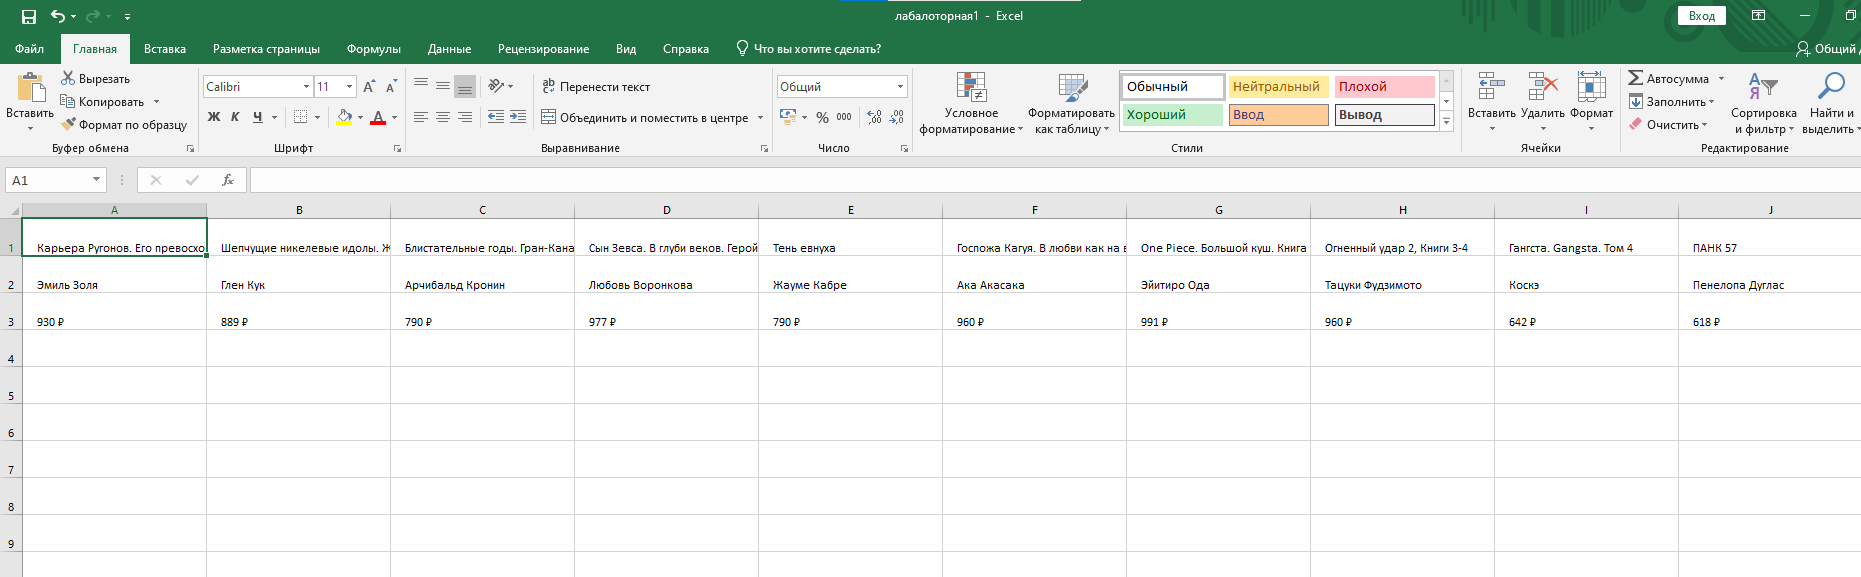 лабалоторная1 - Excel
Вход
Файл Главная Вставка Разметка страницы Формулы Данные Рецензирование Вид Справка Что вы хотите сделать? Общий
Вставить
Вырезать
Копировать
Формат по образцу
Буфер обмена
Calibri 11
Ж К Ч А
Шрифт
Перенести текст
Объединить и поместить в центре
Выравнивание
Общий
% 000
Число
Условное форматирование
Форматировать как таблицу
Обычный Нейтральный Плохой
Хороший Ввод Вывод
Стили
Вставить Удалить Формат
Ячейки
Автосумма
Заполнить
Очистить
Сортировка и фильтр
Найти и выделить
Редактирование
A1 fx
A B C D E F G H I J
1 Карьера Ругонов. Его превосхо Шепчущие никелевые идолы. Ж Блистательные годы. Гран-Кана Сын Зевса. В глуби веков. Герой Тень евнуха Госпожа Кагуя. В любви как на в One Piece. Большой куш. Книга Огненный удар 2, Книги 3-4 Гангста. Gangsta. Том 4 ПАНК 57
2 Эмиль Золя Глен Кук Арчибальд Кронин Любовь Воронкова Жауме Кабре Ака Акасака Эйитиро Ода Тацуки Фудзимото Коскэ Пенелопа Дуглас
3 930 ₽ 889 ₽ 790 ₽ 977 ₽ 790 ₽ 960 ₽ 991 ₽ 960 ₽ 642 ₽ 618 ₽
4
5
6
7
8
9